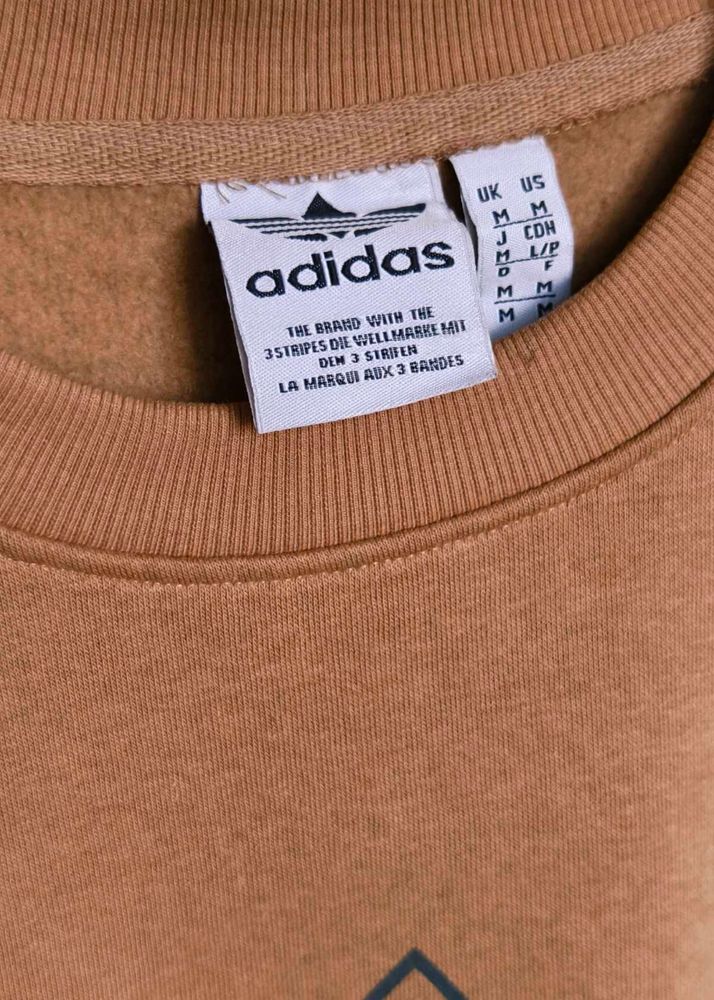 adidas
THE BRAND WITH THE
3 STRIPES DIE WELLMARKE MIT
DEN 3 STRIFEN
LA MARQUI AUX 3 BANDES
UK US
M M
J CDN
M L/P
D F
M M
M M